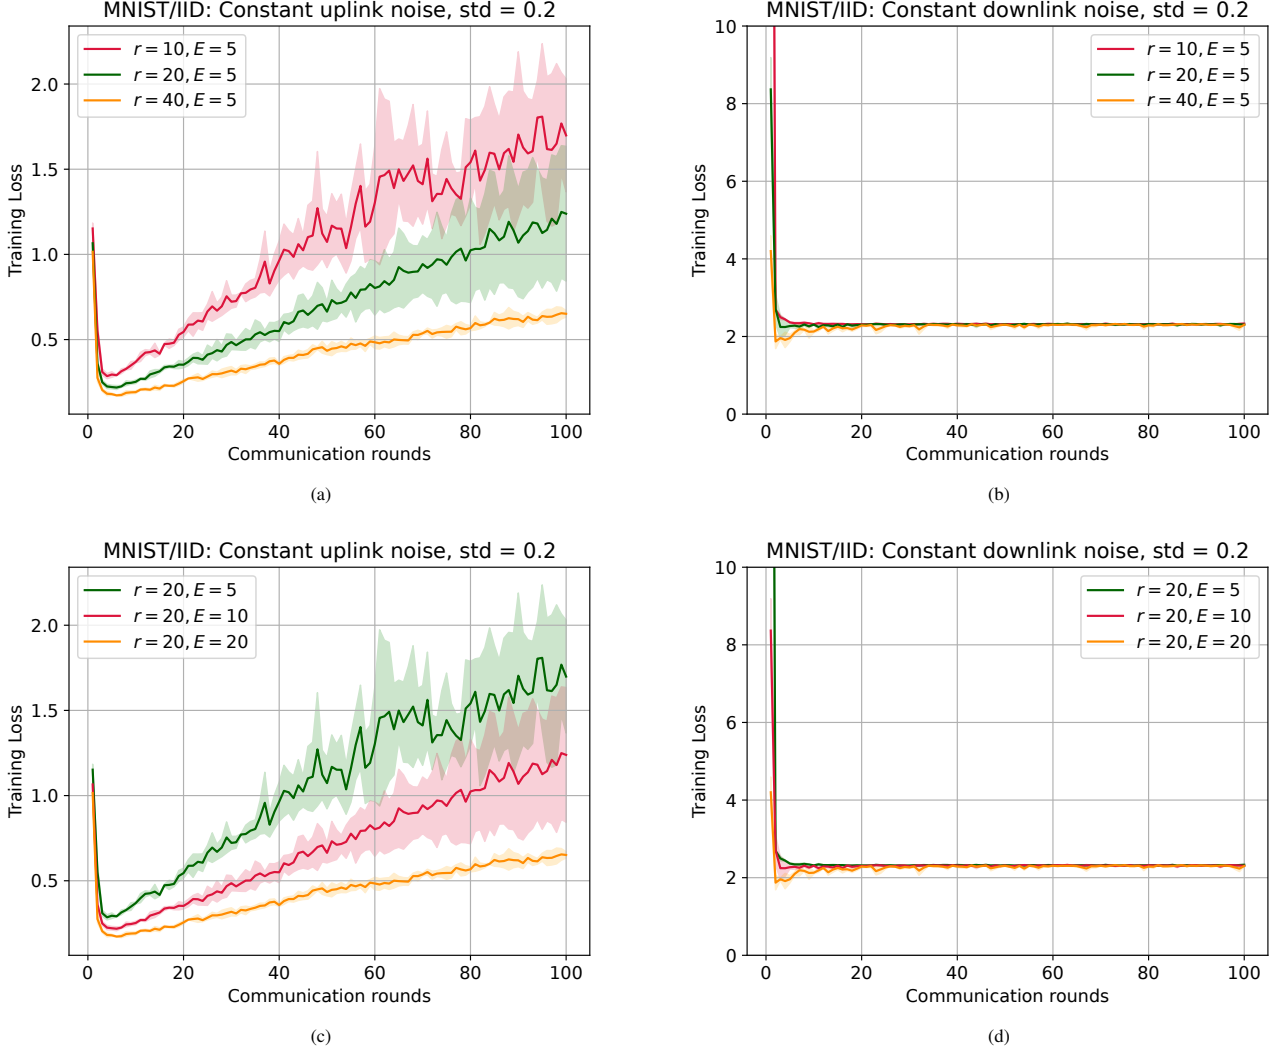 MNIST/IID: Constant uplink noise, std = 0.2
r = 10, E = 5
r = 20, E = 5
r = 40, E = 5
2.0
1.5
1.0
0.5
Training Loss
0 20 40 60 80 100
Communication rounds
(a)
MNIST/IID: Constant downlink noise, std = 0.2
r = 10, E = 5
r = 20, E = 5
r = 40, E = 5
10
8
6
4
2
0
Training Loss
0 20 40 60 80 100
Communication rounds
(b)
MNIST/IID: Constant uplink noise, std = 0.2
r = 20, E = 5
r = 20, E = 10
r = 20, E = 20
2.0
1.5
1.0
0.5
Training Loss
0 20 40 60 80 100
Communication rounds
(c)
MNIST/IID: Constant downlink noise, std = 0.2
r = 20, E = 5
r = 20, E = 10
r = 20, E = 20
10
8
6
4
2
0
Training Loss
0 20 40 60 80 100
Communication rounds
(d)